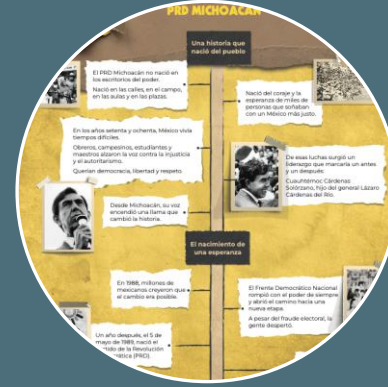 PRD MICHOACÁN
Una historia que
nació del pueblo
El PRD Michoacán no nació en
los escritorios del poder.
Nació en las calles, en el campo,
en las aulas y en las plazas.
Nació del coraje y la
esperanza de miles de
personas que soñaban
con un México más justo.
En los años setenta y ochenta, México vivía
tiempos difíciles.
Obreros, campesinos, estudiantes y
maestros alzaron la voz contra la injusticia
y el autoritarismo.
Querían democracia, libertad y respeto.
De esas luchas surgió un
liderazgo que marcaría un antes
y un después:
Cuauhtémoc Cárdenas
Solórzano, hijo del general Lázaro
Cárdenas del Río.
Desde Michoacán, su voz
encendió una llama que
cambió la historia.
El nacimiento de
una esperanza
En 1988, millones de
mexicanos creyeron que
el cambio era posible.
El Frente Democrático Nacional
rompió con el poder de siempre
y abrió el camino hacia una
nueva etapa.
A pesar del fraude electoral, la
gente despertó.
Un año después, el 5 de
mayo de 1989, nació el
de la Revolución
(PRD).